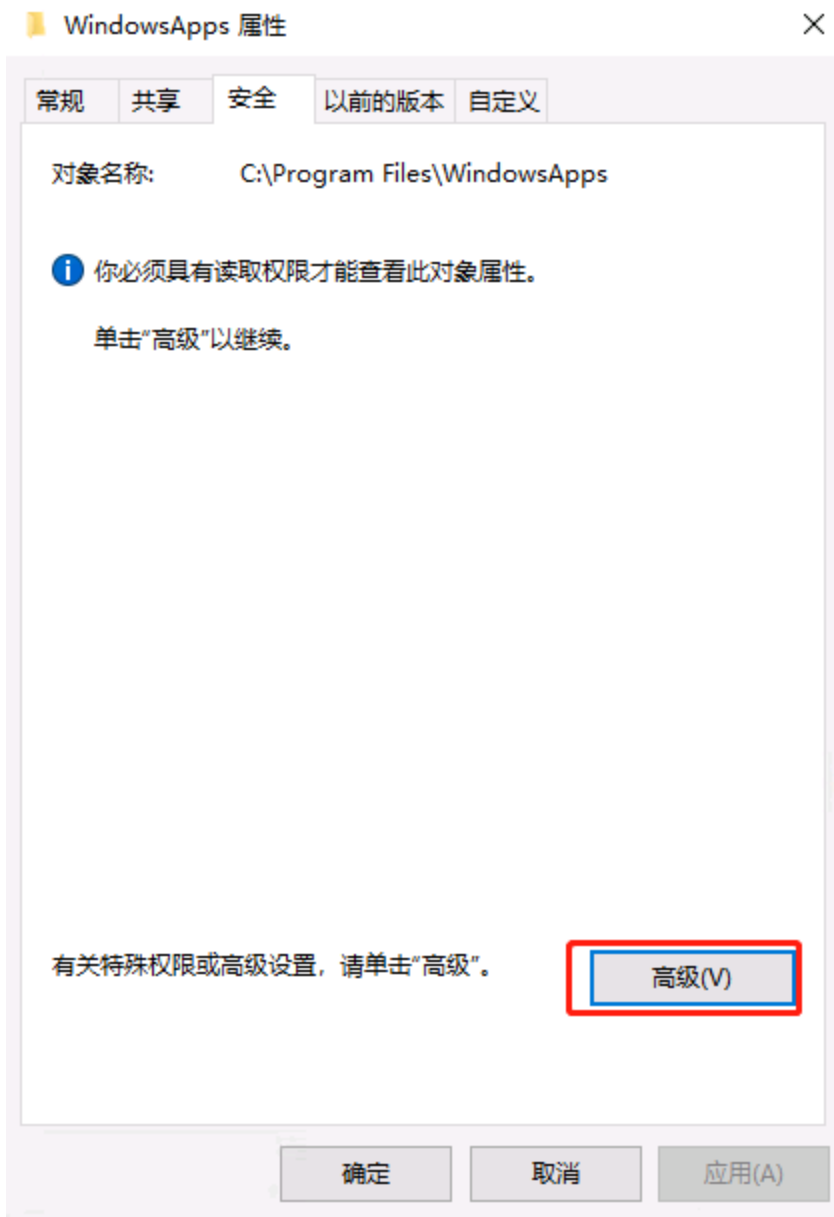 WindowsApps 属性
常规 共享 安全 以前的版本 自定义
对象名称: C:\Program Files\WindowsApps
你必须具有读取权限才能查看此对象属性。
单击“高级”以继续。
有关特殊权限或高级设置，请单击“高级”。
高级(V)
确定 取消 应用(A)